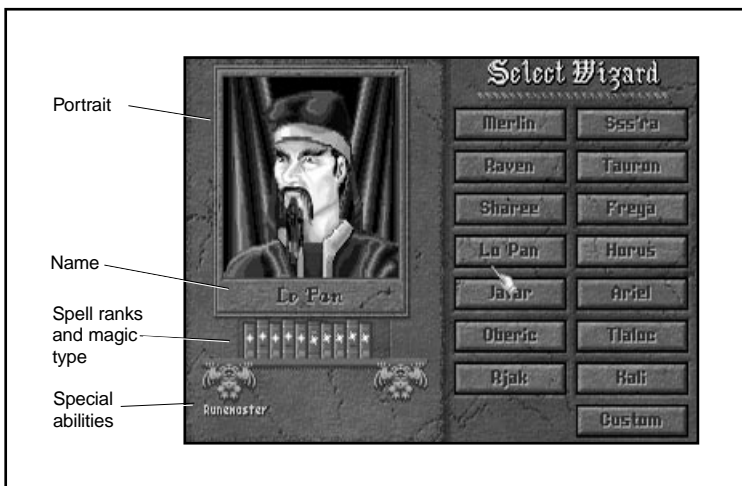 Portrait
Name
Spell ranks
and magic
type
Special
abilities
Lo Pan
Runemaster
Select Wizard
Merlin
Sss'ra
Raven
Tauron
Sharee
Freya
Lo Pan
Horus
Jafar
Ariel
Oberic
Tlaloc
Rjak
Kali
Custom